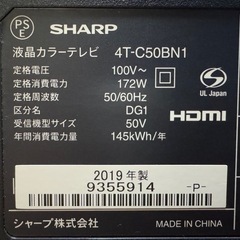 PS
E
SHARP
液晶カラーテレビ 4T-C50BN1
定格電圧: 100V～
定格消費電力: 172W
定格周波数: 50/60Hz
区分名: DG1
受信機型サイズ: 50V
年間消費電力量: 145kWh/年
UL
UL Japan
HDMI
2019 年製
9355914 -P-
シャープ株式会社 MADE IN CHINA